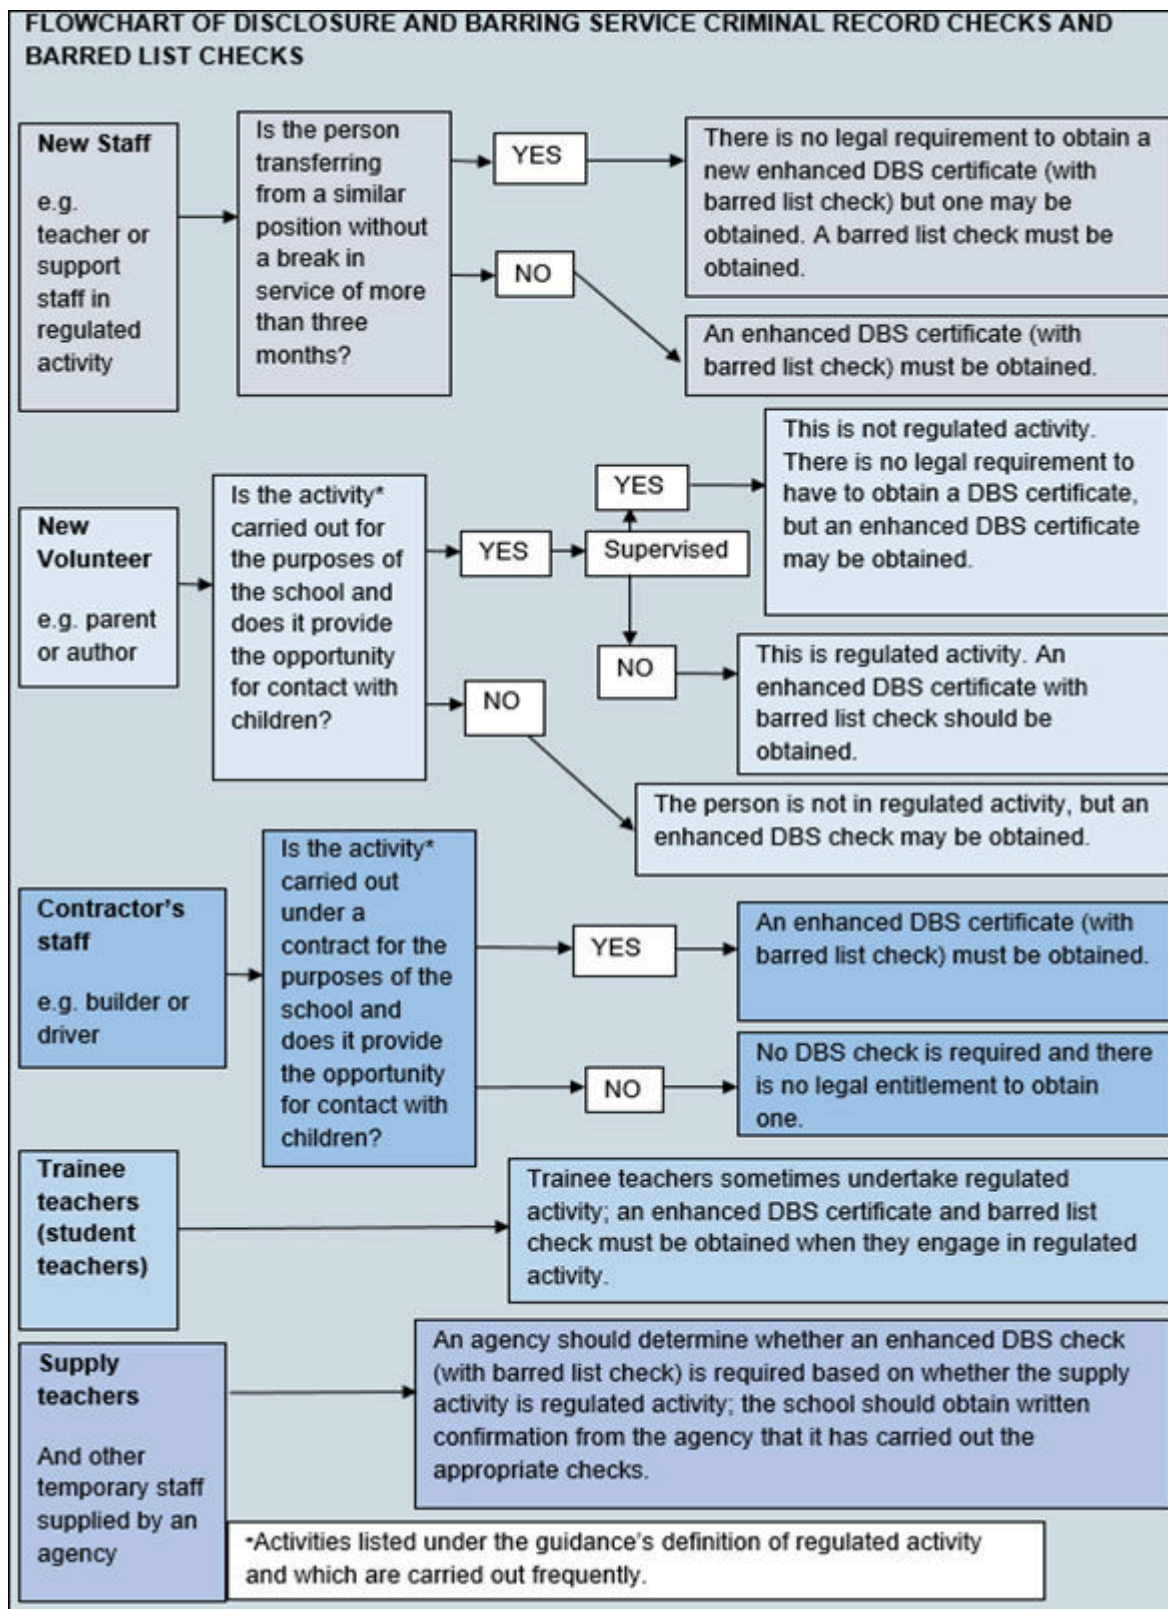 FLOWCHART OF DISCLOSURE AND BARRING SERVICE CRIMINAL RECORD CHECKS AND
BARRED LIST CHECKS
New Staff
e.g.
teacher or
support
staff in
regulated
activity
Is the person
transferring
from a similar
position without
a break in
service of more
than three
months?
YES
There is no legal requirement to obtain a
new enhanced DBS certificate (with
barred list check) but one may be
obtained. A barred list check must be
obtained.
NO
An enhanced DBS certificate (with
barred list check) must be obtained.
New
Volunteer
e.g. parent
or author
Is the activity*
carried out for
the purposes of
the school and
does it provide
the opportunity
for contact with
children?
YES
Supervised
YES
This is not regulated activity.
There is no legal requirement to
have to obtain a DBS certificate,
but an enhanced DBS certificate
may be obtained.
NO
This is regulated activity. An
enhanced DBS certificate with
barred list check should be
obtained.
NO
The person is not in regulated activity, but an
enhanced DBS check may be obtained.
Contractor's
staff
e.g. builder or
driver
Is the activity*
carried out
under a
contract for the
purposes of the
school and
does it provide
the opportunity
for contact with
children?
YES
An enhanced DBS certificate (with
barred list check) must be obtained.
NO
No DBS check is required and there
is no legal entitlement to obtain
one.
Trainee
teachers
(student
teachers)
Trainee teachers sometimes undertake regulated
activity; an enhanced DBS certificate and barred list
check must be obtained when they engage in regulated
activity.
Supply
teachers
And other
temporary staff
supplied by an
agency
An agency should determine whether an enhanced DBS check
(with barred list check) is required based on whether the supply
activity is regulated activity; the school should obtain written
confirmation from the agency that it has carried out the
appropriate checks.
*Activities listed under the guidance's definition of regulated activity
and which are carried out frequently.